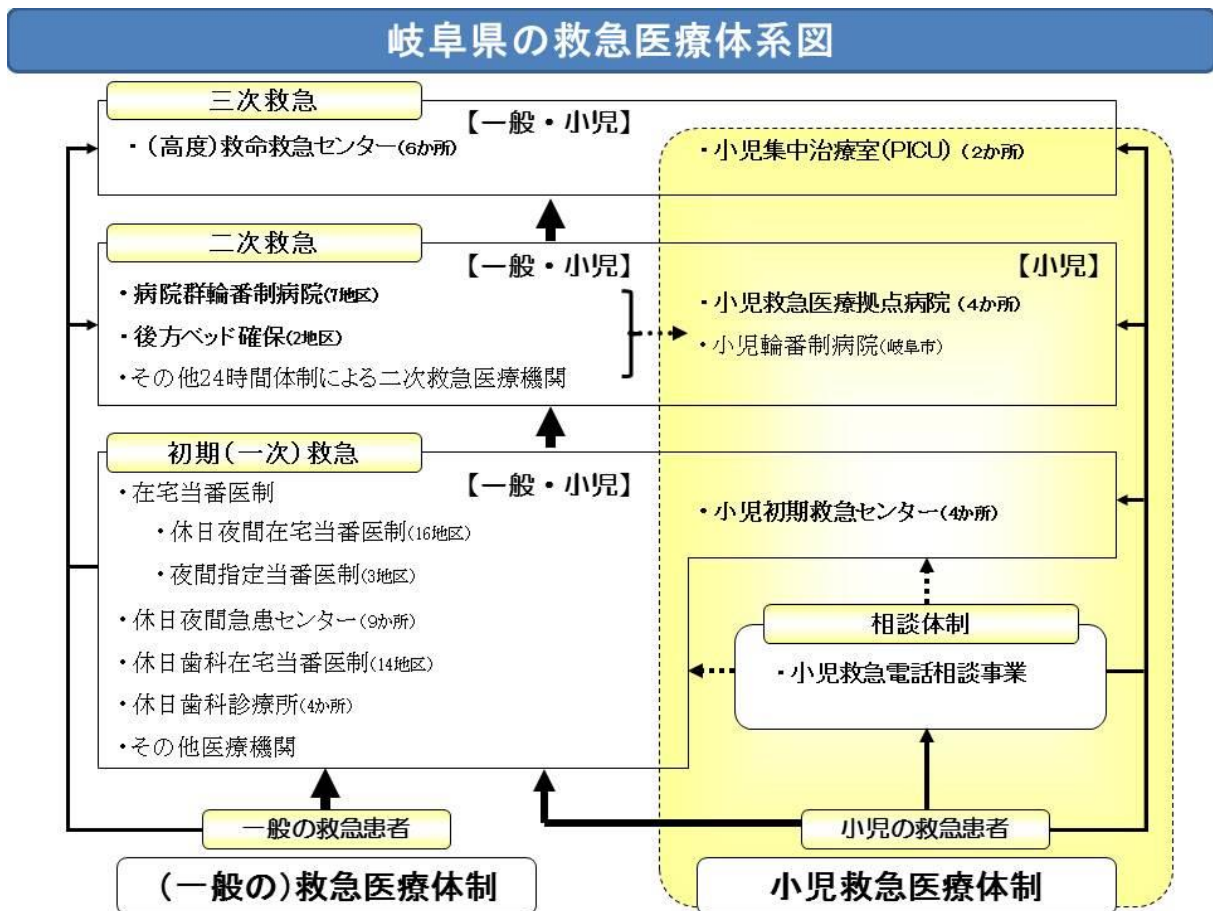 岐阜県の救急医療体系図
三次救急
【一般・小児】
・(高度)救命救急センター(6か所)
・小児集中治療室(PICU)(2か所)
二次救急
【一般・小児】
【小児】
・病院群輪番制病院(7地区)
・後方ベッド確保(2地区)
・その他24時間体制による二次救急医療機関
・小児救急医療拠点病院(4か所)
・小児輪番制病院(岐阜市)
初期(一次)救急
【一般・小児】
・在宅当番医制
・休日夜間在宅当番医制(16地区)
・夜間指定当番医制(3地区)
・休日夜間急患センター(9か所)
・休日歯科在宅当番医制(14地区)
・休日歯科診療所(4か所)
・その他医療機関
・小児初期救急センター(4か所)
相談体制
・小児救急電話相談事業
一般の救急患者
小児の救急患者
(一般の)救急医療体制
小児救急医療体制